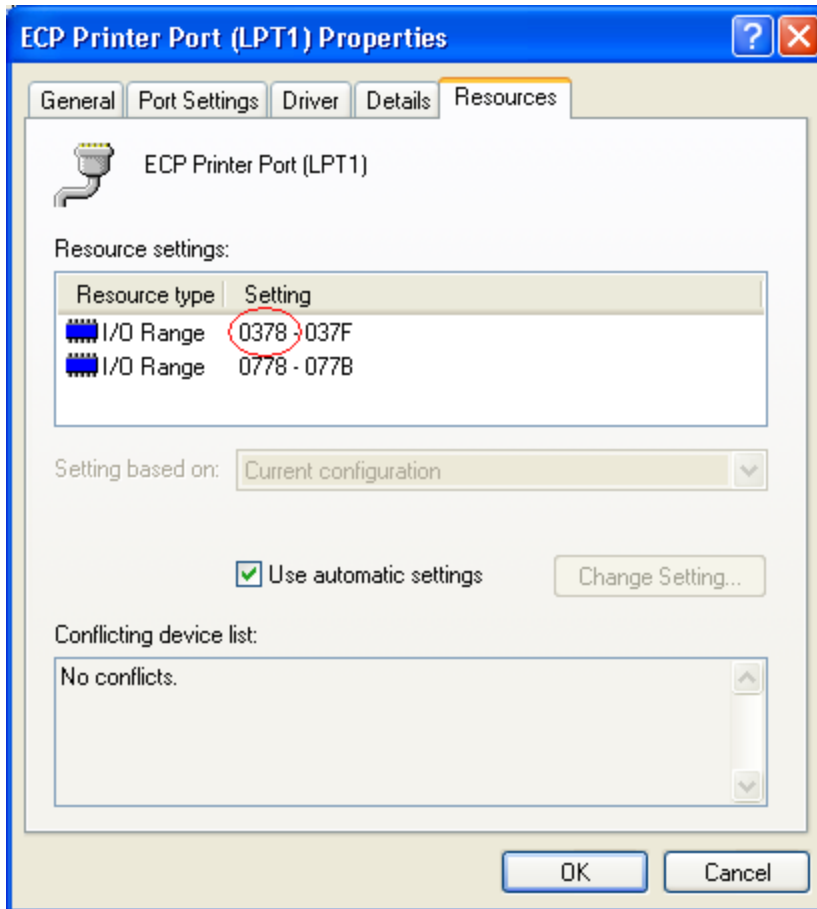 ECP Printer Port (LPT1) Properties
General Port Settings Driver Details Resources
ECP Printer Port (LPT1)
Resource settings:
Resource type Setting
I/O Range 0378 - 037F
I/O Range 0778 - 077B
Setting based on: Current configuration
Use automatic settings Change Setting...
Conflicting device list:
No conflicts.
OK Cancel